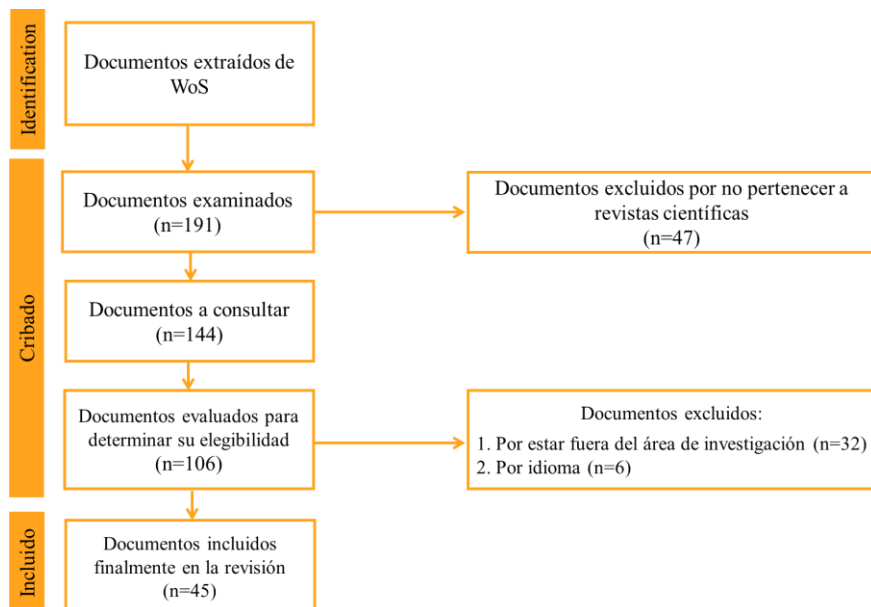 Identification
Documentos extraídos de
WoS
Cribado
Documentos examinados
(n=191)
Documentos excluidos por no pertenecer a
revistas científicas
(n=47)
Documentos a consultar
(n=144)
Documentos evaluados para
determinar su elegibilidad
(n=106)
Documentos excluidos:
1. Por estar fuera del área de investigación (n=32)
2. Por idioma (n=6)
Incluido
Documentos incluidos
finalmente en la revisión
(n=45)